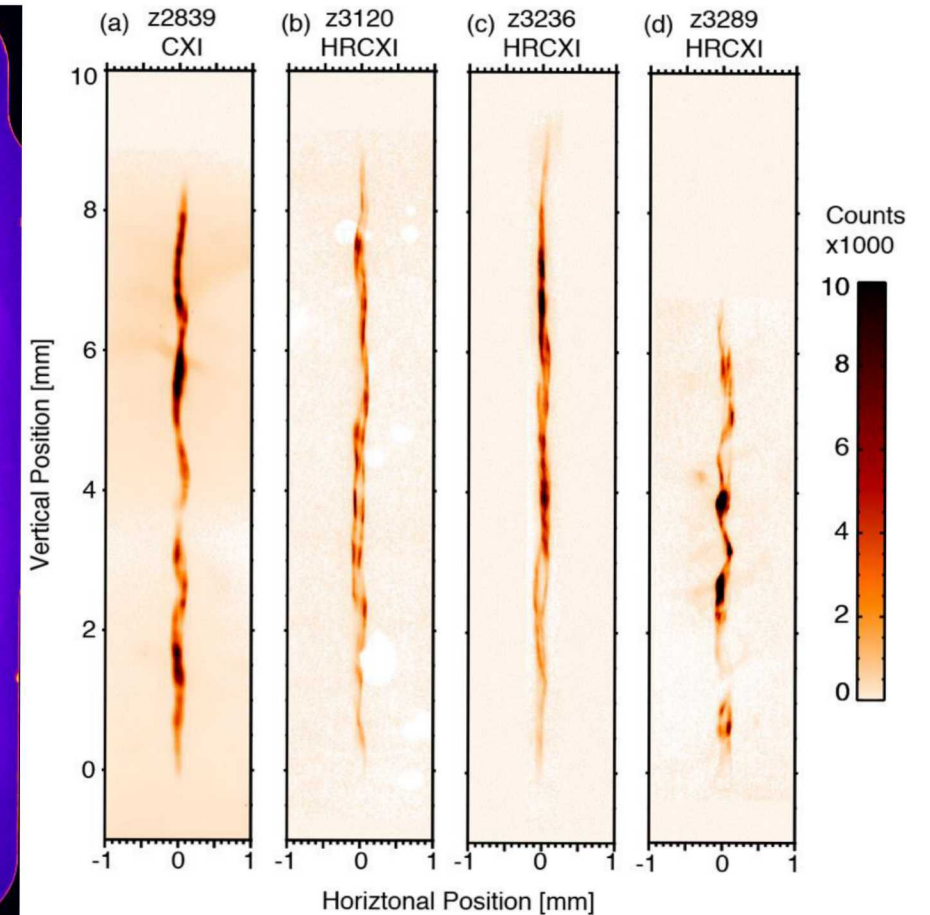 (a) z2839
CXI
(b) z3120
HRCXI
(c) z3236
HRCXI
(d) z3289
HRCXI
10
8
6
4
2
0
Vertical Position [mm]
-1 0 1
-1 0 1
-1 0 1
-1 0 1
Horiztonal Position [mm]
Counts
x1000
10
8
6
4
2
0